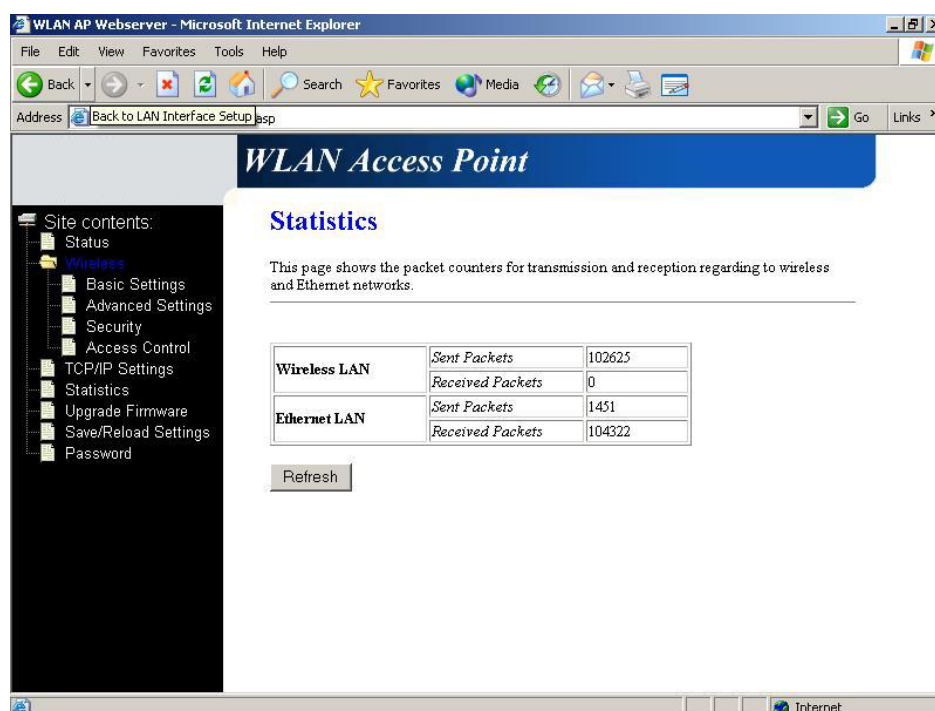 WLAN AP Webserver - Microsoft Internet Explorer
File Edit View Favorites Tools Help
Back Search Favorites Media
Address Back to LAN Interface Setup asp Go Links
WLAN Access Point
Site contents:
Status
Wireless
Basic Settings
Advanced Settings
Security
Access Control
TCP/IP Settings
Statistics
Upgrade Firmware
Save/Reload Settings
Password
Statistics
This page shows the packet counters for transmission and reception regarding to wireless
and Ethernet networks.
Wireless LAN Sent Packets 102625
Received Packets 0
Ethernet LAN Sent Packets 1451
Received Packets 104322
Refresh
Internet